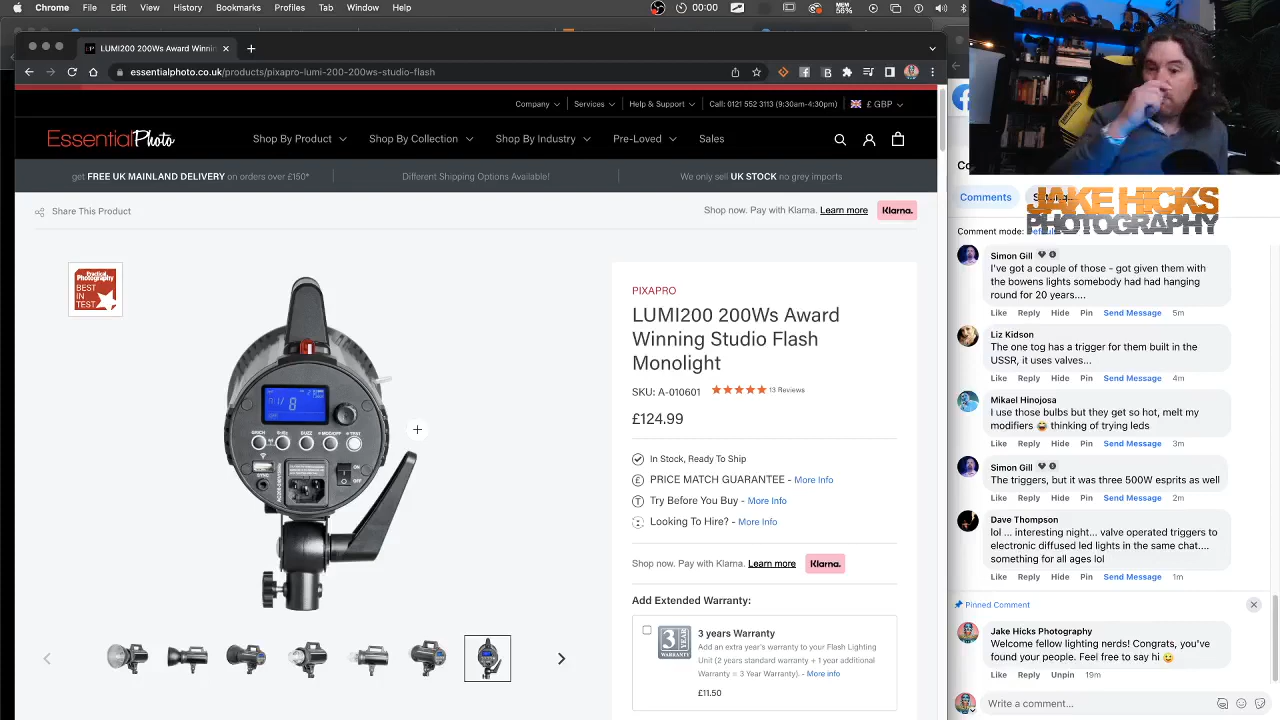 Chrome File Edit View History Bookmarks Profiles Tab Window Help
00:00
LUMI200 200Ws Award Winnin
essentialphoto.co.uk/products/pixapro-lumi-200-200ws-studio-flash
Company Services Help & Support Call: 0121 552 3113 (9:30am-4:30pm) £ GBP
EssentialPhoto
Shop By Product Shop By Collection Shop By Industry Pre-Loved Sales
get FREE UK MAINLAND DELIVERY on orders over £150*
Different Shipping Options Available!
We only sell UK STOCK no grey imports
Share This Product
Shop now. Pay with Klarna. Learn more Klarna.
Practical
Photography
BEST
IN
TEST
1/8
BUZZ
TEST
SYNC
ON
OFF
PIXAPRO
LUMI200 200Ws Award
Winning Studio Flash
Monolight
SKU: A-010601 13 Reviews
£124.99
In Stock, Ready To Ship
PRICE MATCH GUARANTEE - More Info
Try Before You Buy - More Info
Looking To Hire? - More Info
Shop now. Pay with Klarna. Learn more Klarna.
Add Extended Warranty:
3 YEAR
WARRANTY
3 years Warranty
Add an extra year's warranty to your Flash Lighting
Unit (2 years standard warranty + 1 year additional
Warranty = 3 Year Warranty). - More info
£11.50
JAKE HICKS
PHOTOGRAPHY
Comments
Comment mode:
Simon Gill
I've got a couple of those - got given them with
the bowens lights somebody had had hanging
round for 20 years....
Like Reply Hide Pin Send Message 5m
Liz Kidson
The one tog has a trigger for them built in the
USSR, it uses valves...
Like Reply Hide Pin Send Message 4m
Mikael Hinojosa
I use those bulbs but they get so hot, melt my
modifiers 😅 thinking of trying leds
Like Reply Hide Pin Send Message 3m
Simon Gill
The triggers, but it was three 500W esprits as well
Like Reply Hide Pin Send Message 2m
Dave Thompson
lol ... interesting night... valve operated triggers to
electronic diffused led lights in the same chat....
something for all ages lol
Like Reply Hide Pin Send Message 1m
Pinned Comment
Jake Hicks Photography
Welcome fellow lighting nerds! Congrats, you've
found your people. Feel free to say hi 😉
Like Reply Hide Unpin 19m
Write a comment...